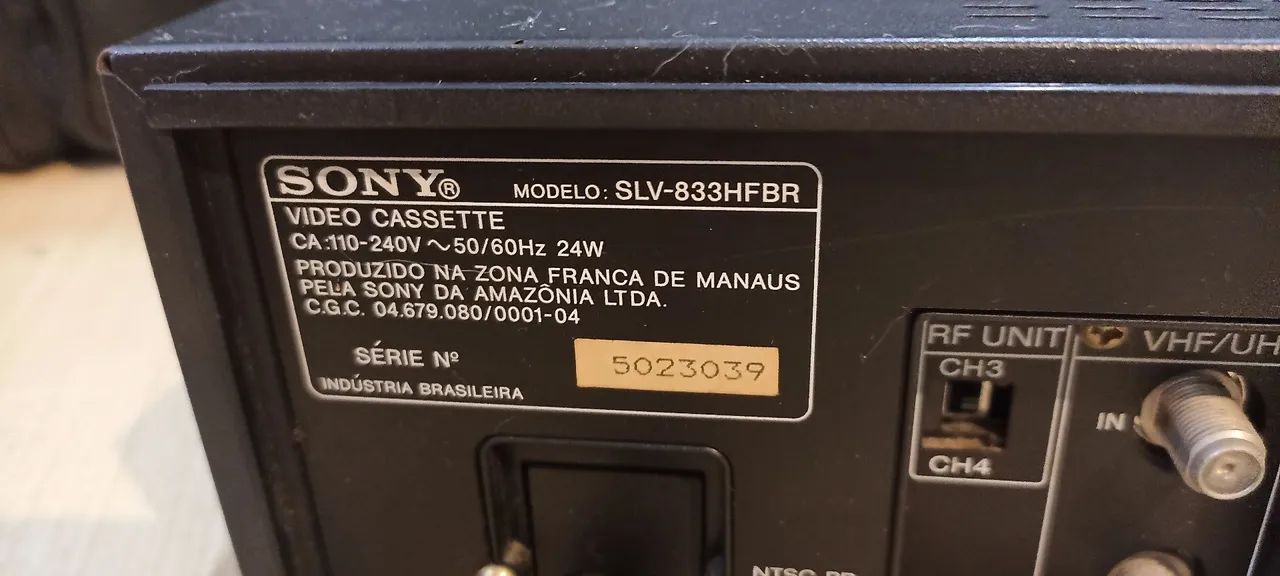 SONY®
MODELO: SLV-833HFBR
VIDEO CASSETTE
CA:110-240V ~50/60Hz 24W
PRODUZIDO NA ZONA FRANCA DE MANAUS
PELA SONY DA AMAZÔNIA LTDA.
C.G.C. 04.679.080/0001-04
SÉRIE Nº 5023039
INDÚSTRIA BRASILEIRA
RF UNIT
CH3
CH4
VHF/UH
IN